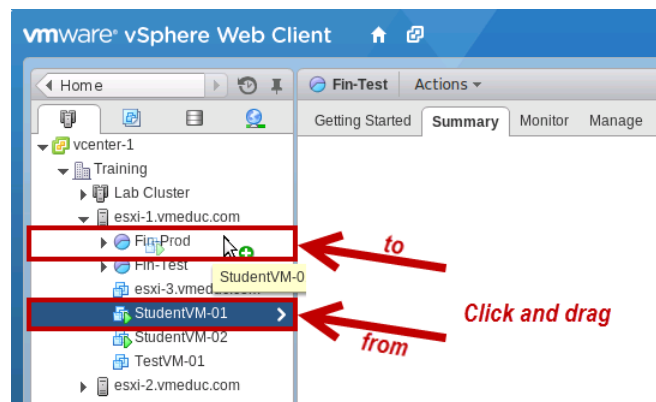 vmware® vSphere Web Client
Home
Fin-Test Actions
Getting Started Summary Monitor Manage
vcenter-1
Training
Lab Cluster
esxi-1.vmeduc.com
Fin-Prod
to
Fin-Test
StudentVM-0
esxi-3.vmeduc.com
StudentVM-01
Click and drag
StudentVM-02
from
TestVM-01
esxi-2.vmeduc.com